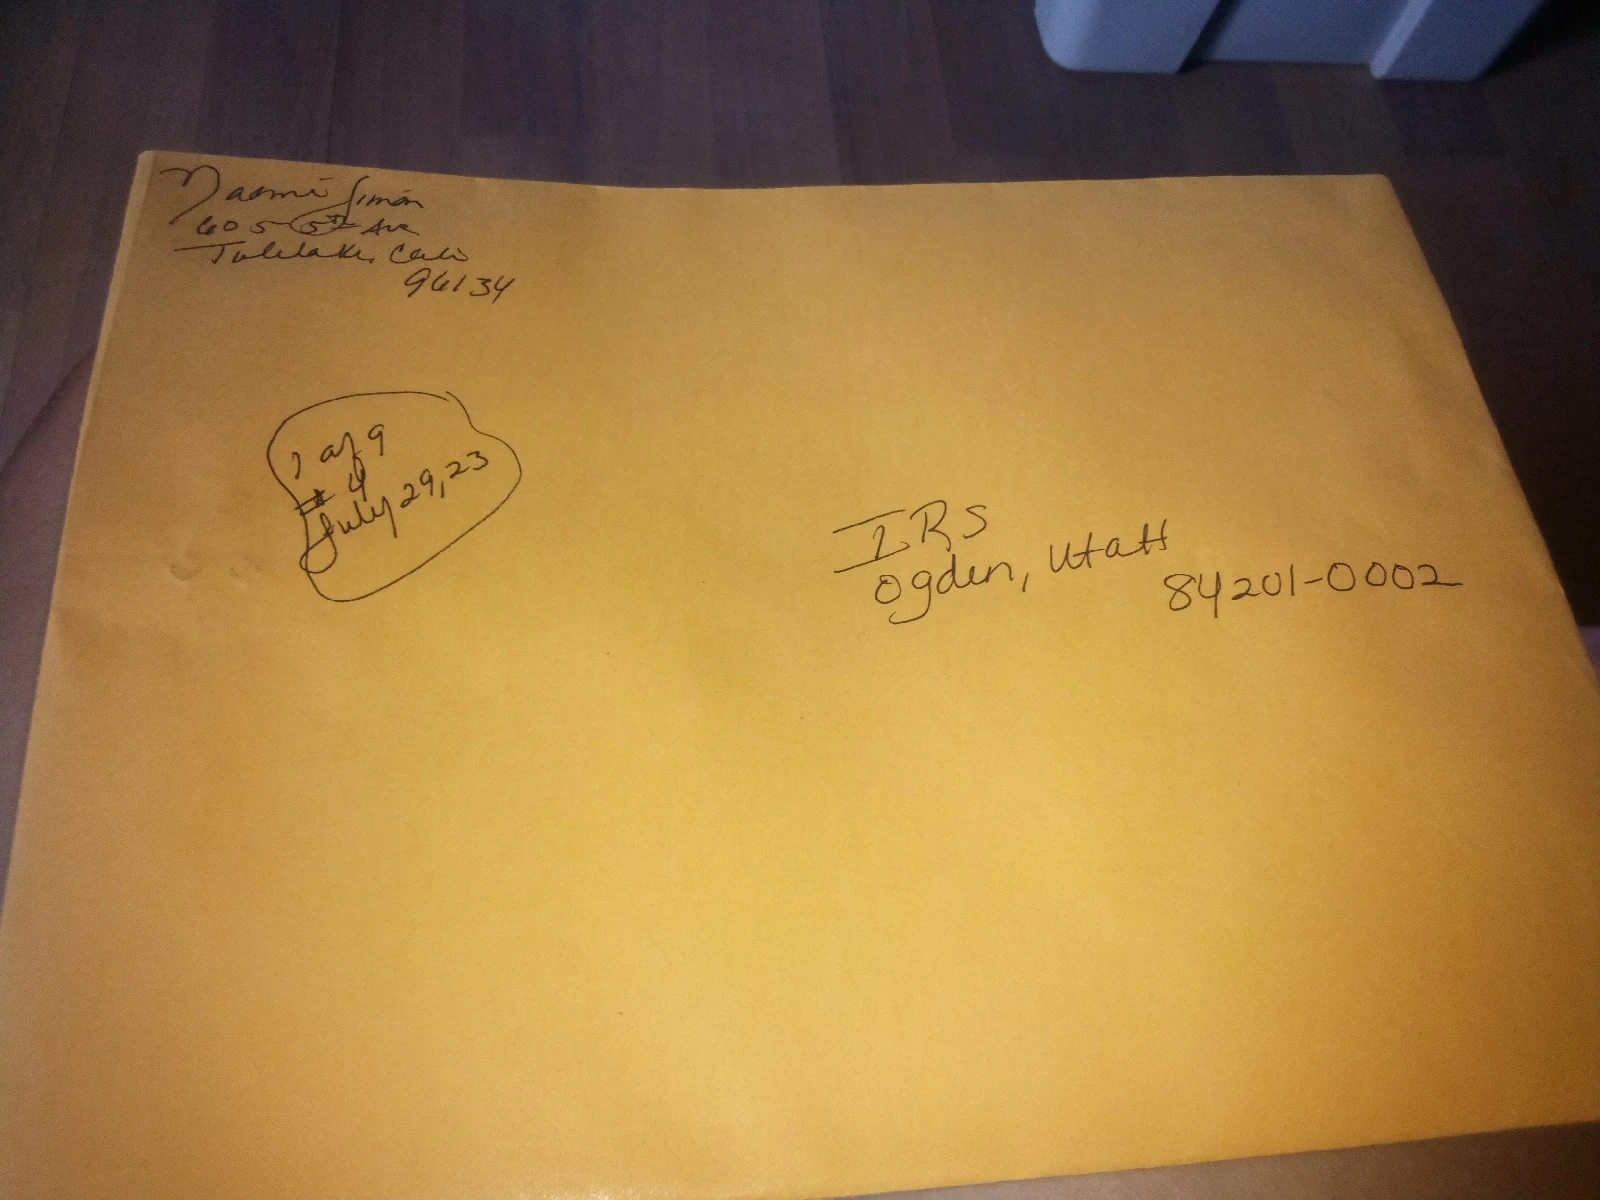 Naomi Simon
605 5th Ave
Tulelake, Cali
96134
1 of 9
# 4
July 29, 23
IRS
Ogden, Utah
84201-0002